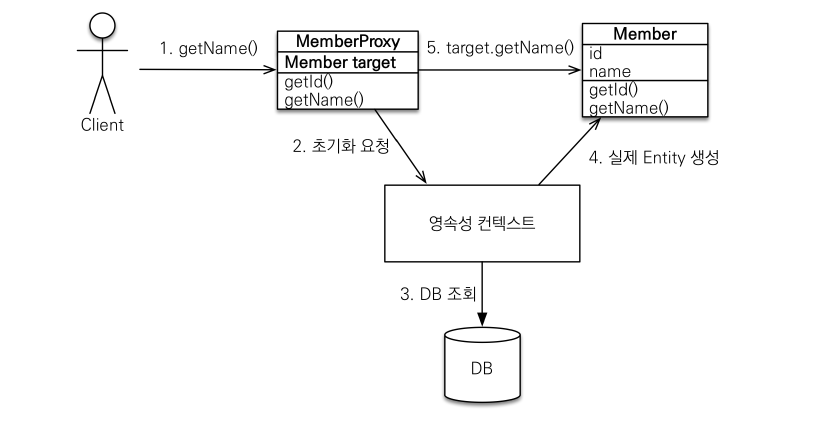 1. getName()
MemberProxy
Member target
getId()
getName()
5. target.getName()
Member
id
name
getId()
getName()
Client
2. 초기화 요청
4. 실제 Entity 생성
영속성 컨텍스트
3. DB 조회
DB